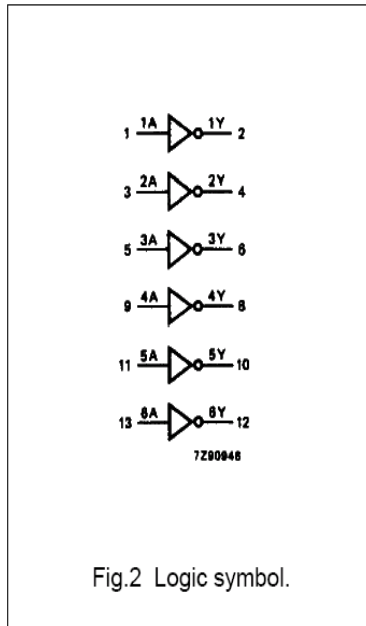 1 1A 1Y 2
3 2A 2Y 4
5 3A 3Y 6
9 4A 4Y 8
11 5A 5Y 10
13 6A 6Y 12
7Z90946
Fig.2 Logic symbol.